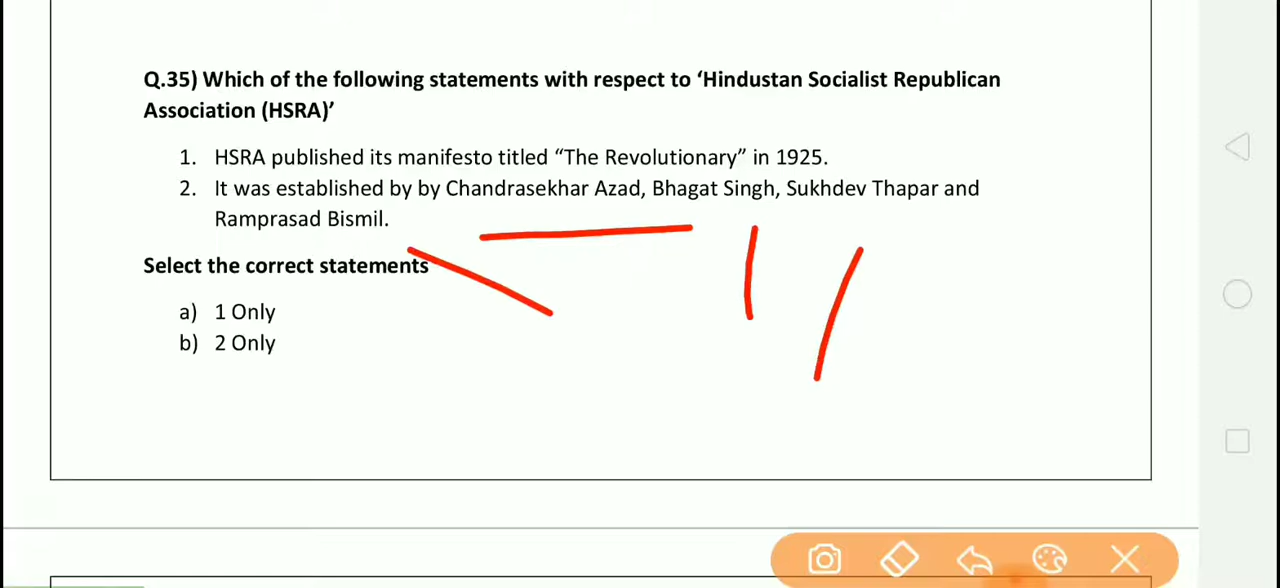 Q.35) Which of the following statements with respect to ‘Hindustan Socialist Republican
Association (HSRA)’
1. HSRA published its manifesto titled “The Revolutionary” in 1925.
2. It was established by by Chandrasekhar Azad, Bhagat Singh, Sukhdev Thapar and
Ramprasad Bismil.
Select the correct statements
a) 1 Only
b) 2 Only